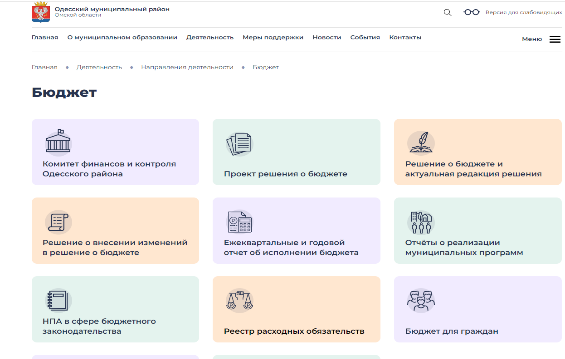 Одесский муниципальный район
Омской области
Версия для слабовидящих
Главная О муниципальном образовании Деятельность Меры поддержки Новости События Контакты
Меню
Главная • Деятельность • Направления деятельности • Бюджет
Бюджет
Комитет финансов и контроля
Одесского района
Проект решения о бюджете
Решение о бюджете и
актуальная редакция решения
Решение о внесении изменений
в решение о бюджете
Ежеквартальные и годовой
отчет об исполнении бюджета
Отчёты о реализации
муниципальных программ
НПА в сфере бюджетного
законодательства
Реестр расходных обязательств
Бюджет для граждан